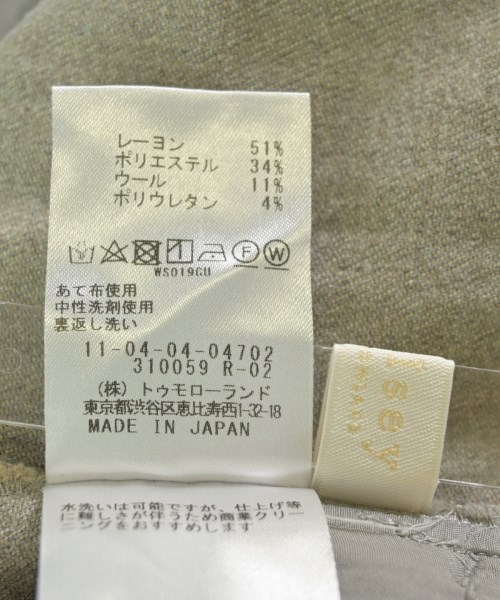 レーヨン 51%
ポリエステル 34%
ウール 11%
ポリウレタン 4%
F W
WS019GU
あて布使用
中性洗剤使用
裏返し洗い
11-04-04-04702
310059 R-02
(株) トゥモローランド
東京都渋谷区恵比寿西1-32-18
MADE IN JAPAN
sey
水洗いは可能ですが、仕上げ等
に難しさが伴うため商業クリー
ニングをおすすめします